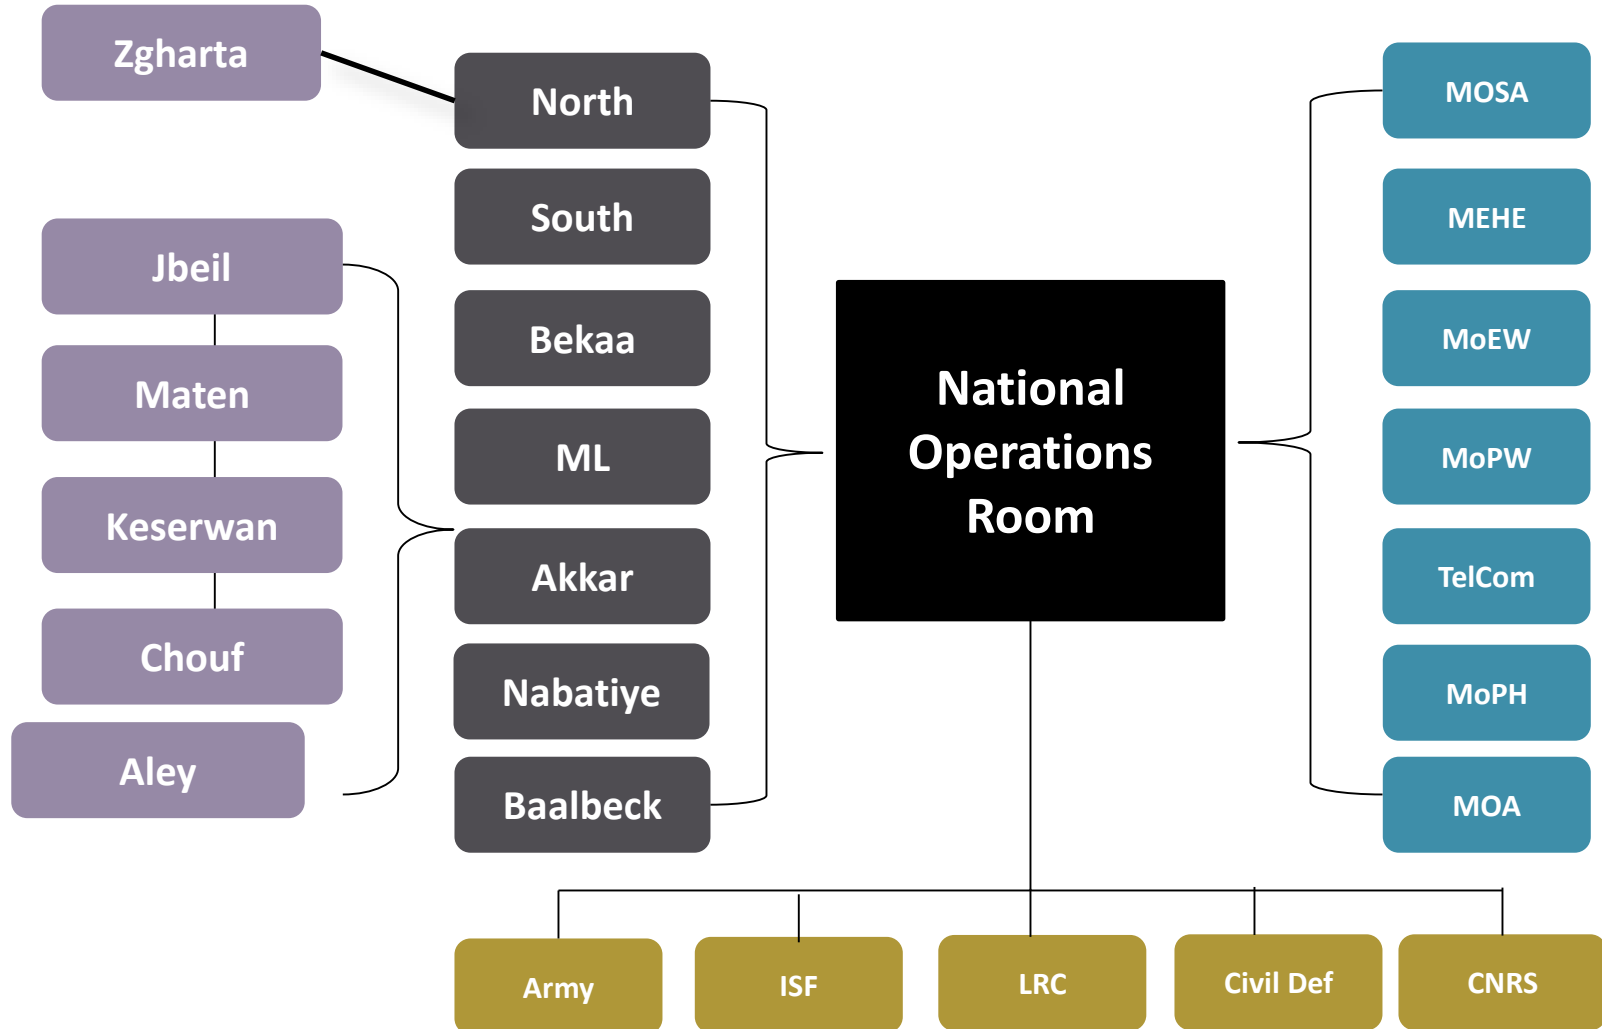 Zgharta
Jbeil
Maten
Keserwan
Chouf
Aley
North
South
Bekaa
ML
Akkar
Nabatiye
Baalbeck
National
Operations
Room
MOSA
MEHE
MoEW
MoPW
TelCom
MoPH
MOA
Army
ISF
LRC
Civil Def
CNRS